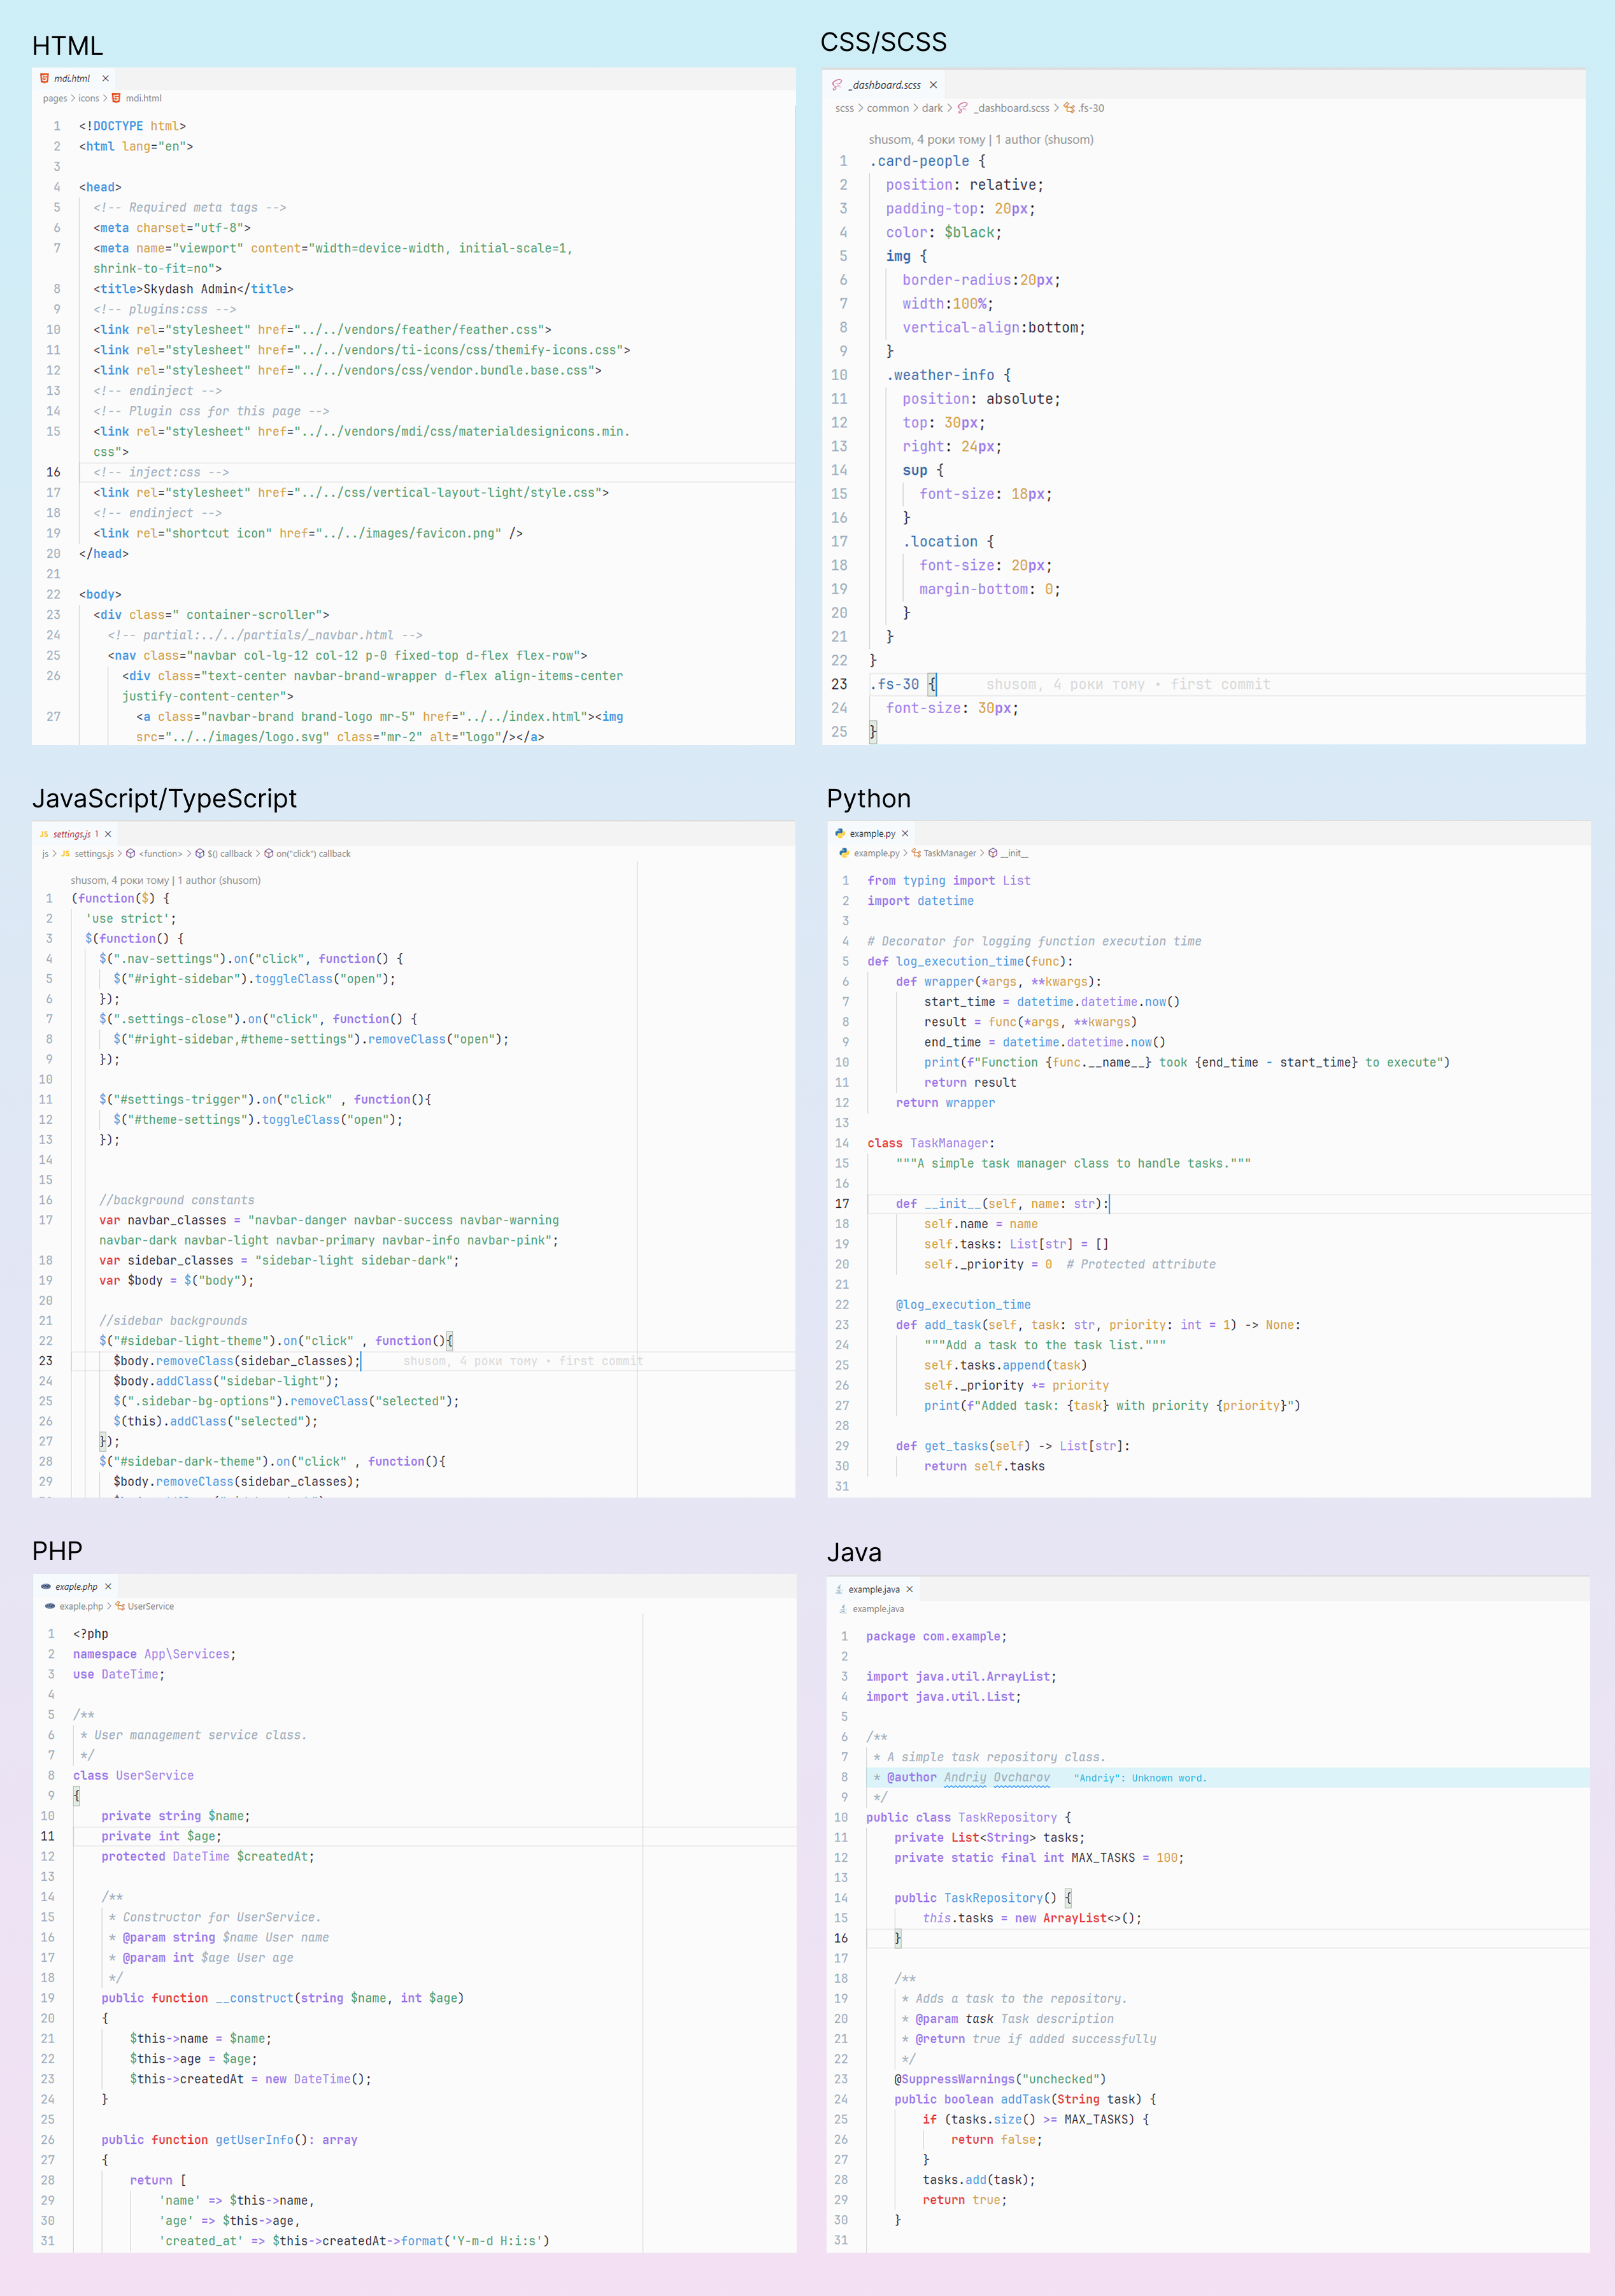 HTML
mdi.html ×
pages > icons > mdi.html
1 <!DOCTYPE html>
2 <html lang="en">
3
4 <head>
5 <!-- Required meta tags -->
6 <meta charset="utf-8">
7 <meta name="viewport" content="width=device-width, initial-scale=1,
shrink-to-fit=no">
8 <title>Skydash Admin</title>
9 <!-- plugins:css -->
10 <link rel="stylesheet" href="../../vendors/feather/feather.css">
11 <link rel="stylesheet" href="../../vendors/ti-icons/css/themify-icons.css">
12 <link rel="stylesheet" href="../../vendors/css/vendor.bundle.base.css">
13 <!-- endinject -->
14 <!-- Plugin css for this page -->
15 <link rel="stylesheet" href="../../vendors/mdi/css/materialdesignicons.min.
css">
16 <!-- inject:css -->
17 <link rel="stylesheet" href="../../css/vertical-layout-light/style.css">
18 <!-- endinject -->
19 <link rel="shortcut icon" href="../../images/favicon.png" />
20 </head>
21
22 <body>
23 <div class=" container-scroller">
24 <!-- partial:../../partials/_navbar.html -->
25 <nav class="navbar col-lg-12 col-12 p-0 fixed-top d-flex flex-row">
26 <div class="text-center navbar-brand-wrapper d-flex align-items-center
justify-content-center">
27 <a class="navbar-brand brand-logo mr-5" href="../../index.html"><img
src="../../images/logo.svg" class="mr-2" alt="logo"/></a>
CSS/SCSS
_dashboard.scss ×
scss > common > dark > _dashboard.scss > .fs-30
shusom, 4 роки тому | 1 author (shusom)
1 .card-people {
2 position: relative;
3 padding-top: 20px;
4 color: $black;
5 img {
6 border-radius:20px;
7 width:100%;
8 vertical-align:bottom;
9 }
10 .weather-info {
11 position: absolute;
12 top: 30px;
13 right: 24px;
14 sup {
15 font-size: 18px;
16 }
17 .location {
18 font-size: 20px;
19 margin-bottom: 0;
20 }
21 }
22 }
23 .fs-30 { shusom, 4 роки тому • first commit
24 font-size: 30px;
25 }
JavaScript/TypeScript
JS settings.js 1 ×
js > JS settings.js > <function> > $() callback > on("click") callback
shusom, 4 роки тому | 1 author (shusom)
1 (function($) {
2 'use strict';
3 $(function() {
4 $(".nav-settings").on("click", function() {
5 $("#right-sidebar").toggleClass("open");
6 });
7 $(".settings-close").on("click", function() {
8 $("#right-sidebar,#theme-settings").removeClass("open");
9 });
10
11 $("#settings-trigger").on("click" , function(){
12 $("#theme-settings").toggleClass("open");
13 });
14
15
16 //background constants
17 var navbar_classes = "navbar-danger navbar-success navbar-warning
navbar-dark navbar-light navbar-primary navbar-info navbar-pink";
18 var sidebar_classes = "sidebar-light sidebar-dark";
19 var $body = $("body");
20
21 //sidebar backgrounds
22 $("#sidebar-light-theme").on("click" , function(){
23 $body.removeClass(sidebar_classes); shusom, 4 роки тому • first commit
24 $body.addClass("sidebar-light");
25 $(".sidebar-bg-options").removeClass("selected");
26 $(this).addClass("selected");
27 });
28 $("#sidebar-dark-theme").on("click" , function(){
29 $body.removeClass(sidebar_classes);
Python
example.py ×
example.py > TaskManager > __init__
1 from typing import List
2 import datetime
3
4 # Decorator for logging function execution time
5 def log_execution_time(func):
6 def wrapper(*args, **kwargs):
7 start_time = datetime.datetime.now()
8 result = func(*args, **kwargs)
9 end_time = datetime.datetime.now()
10 print(f"Function {func.__name__} took {end_time - start_time} to execute")
11 return result
12 return wrapper
13
14 class TaskManager:
15 """A simple task manager class to handle tasks."""
16
17 def __init__(self, name: str):
18 self.name = name
19 self.tasks: List[str] = []
20 self._priority = 0 # Protected attribute
21
22 @log_execution_time
23 def add_task(self, task: str, priority: int = 1) -> None:
24 """Add a task to the task list."""
25 self.tasks.append(task)
26 self._priority += priority
27 print(f"Added task: {task} with priority {priority}")
28
29 def get_tasks(self) -> List[str]:
30 return self.tasks
31
PHP
exaple.php ×
exaple.php > UserService
1 <?php
2 namespace App\Services;
3 use DateTime;
4
5 /**
6 * User management service class.
7 */
8 class UserService
9 {
10 private string $name;
11 private int $age;
12 protected DateTime $createdAt;
13
14 /**
15 * Constructor for UserService.
16 * @param string $name User name
17 * @param int $age User age
18 */
19 public function __construct(string $name, int $age)
20 {
21 $this->name = $name;
22 $this->age = $age;
23 $this->createdAt = new DateTime();
24 }
25
26 public function getUserInfo(): array
27 {
28 return [
29 'name' => $this->name,
30 'age' => $this->age,
31 'created_at' => $this->createdAt->format('Y-m-d H:i:s')
Java
example.java ×
example.java
1 package com.example;
2
3 import java.util.ArrayList;
4 import java.util.List;
5
6 /**
7 * A simple task repository class.
8 * @author Andriy Ovcharov "Andriy": Unknown word.
9 */
10 public class TaskRepository {
11 private List<String> tasks;
12 private static final int MAX_TASKS = 100;
13
14 public TaskRepository() {
15 this.tasks = new ArrayList<>();
16 }
17
18 /**
19 * Adds a task to the repository.
20 * @param task Task description
21 * @return true if added successfully
22 */
23 @SuppressWarnings("unchecked")
24 public boolean addTask(String task) {
25 if (tasks.size() >= MAX_TASKS) {
26 return false;
27 }
28 tasks.add(task);
29 return true;
30 }
31